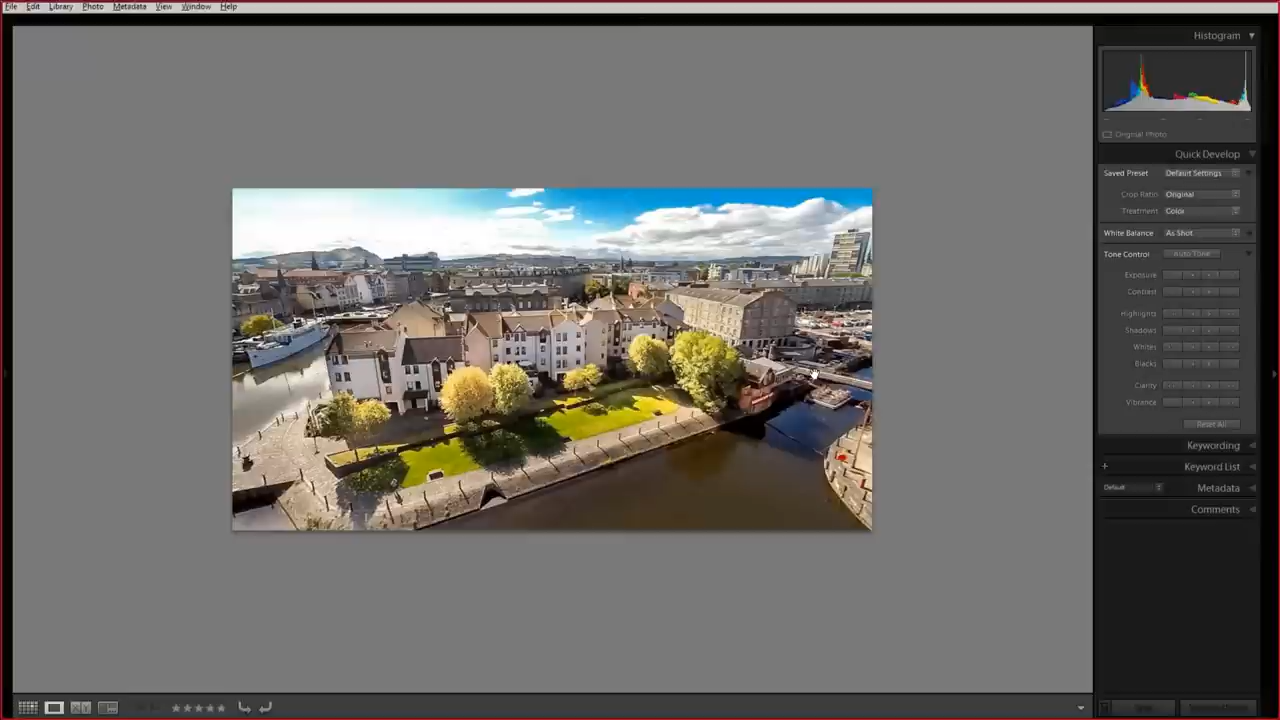 File Edit Library Photo Metadata View Window Help
Histogram
Original Photo
Quick Develop
Saved Preset Default Settings
Crop Ratio: Original
Treatment: Color
White Balance As Shot
Tone Control Auto Tone
Exposure
Contrast
Highlights
Shadows
Whites
Blacks
Clarity
Vibrance
Reset All
Keywording
+ Keyword List
Default Metadata
Comments